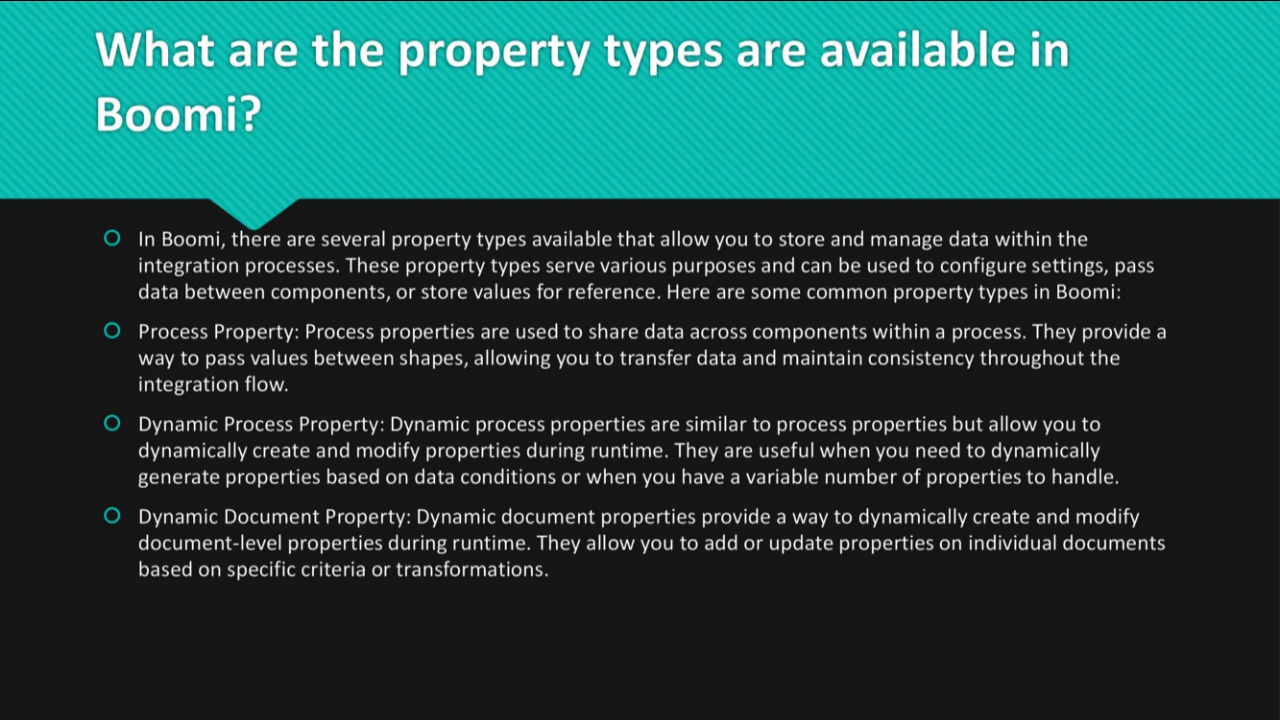 What are the property types are available in
Boomi?
In Boomi, there are several property types available that allow you to store and manage data within the
integration processes. These property types serve various purposes and can be used to configure settings, pass
data between components, or store values for reference. Here are some common property types in Boomi:
Process Property: Process properties are used to share data across components within a process. They provide a
way to pass values between shapes, allowing you to transfer data and maintain consistency throughout the
integration flow.
Dynamic Process Property: Dynamic process properties are similar to process properties but allow you to
dynamically create and modify properties during runtime. They are useful when you need to dynamically
generate properties based on data conditions or when you have a variable number of properties to handle.
Dynamic Document Property: Dynamic document properties provide a way to dynamically create and modify
document-level properties during runtime. They allow you to add or update properties on individual documents
based on specific criteria or transformations.